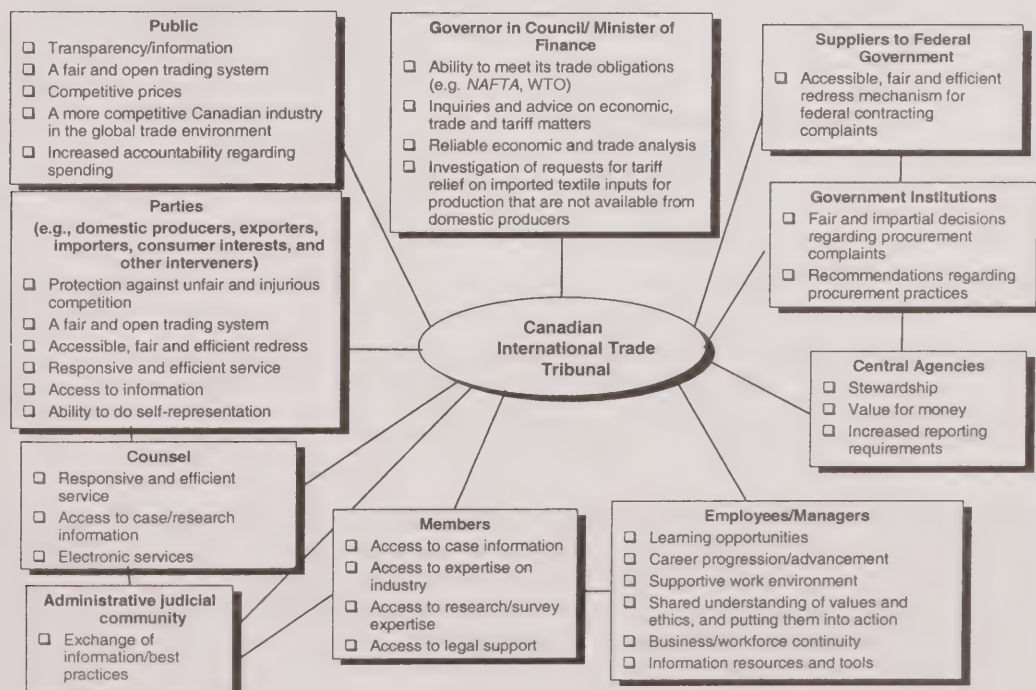 Public
❑ Transparency/information
❑ A fair and open trading system
❑ Competitive prices
❑ A more competitive Canadian industry
in the global trade environment
❑ Increased accountability regarding
spending
Governor in Council/ Minister of
Finance
❑ Ability to meet its trade obligations
(e.g. NAFTA, WTO)
❑ Inquiries and advice on economic,
trade and tariff matters
❑ Reliable economic and trade analysis
❑ Investigation of requests for tariff
relief on imported textile inputs for
production that are not available from
domestic producers
Suppliers to Federal
Government
❑ Accessible, fair and efficient
redress mechanism for
federal contracting
complaints
Parties
(e.g., domestic producers, exporters,
importers, consumer interests, and
other interveners)
❑ Protection against unfair and injurious
competition
❑ A fair and open trading system
❑ Accessible, fair and efficient redress
❑ Responsive and efficient service
❑ Access to information
❑ Ability to do self-representation
Government Institutions
❑ Fair and impartial decisions
regarding procurement
complaints
❑ Recommendations regarding
procurement practices
Canadian
International Trade
Tribunal
Central Agencies
❑ Stewardship
❑ Value for money
❑ Increased reporting
requirements
Counsel
❑ Responsive and efficient
service
❑ Access to case/research
information
❑ Electronic services
Members
❑ Access to case information
❑ Access to expertise on
industry
❑ Access to research/survey
expertise
❑ Access to legal support
Employees/Managers
❑ Learning opportunities
❑ Career progression/advancement
❑ Supportive work environment
❑ Shared understanding of values and
ethics, and putting them into action
❑ Business/workforce continuity
❑ Information resources and tools
Administrative judicial
community
❑ Exchange of
information/best
practices